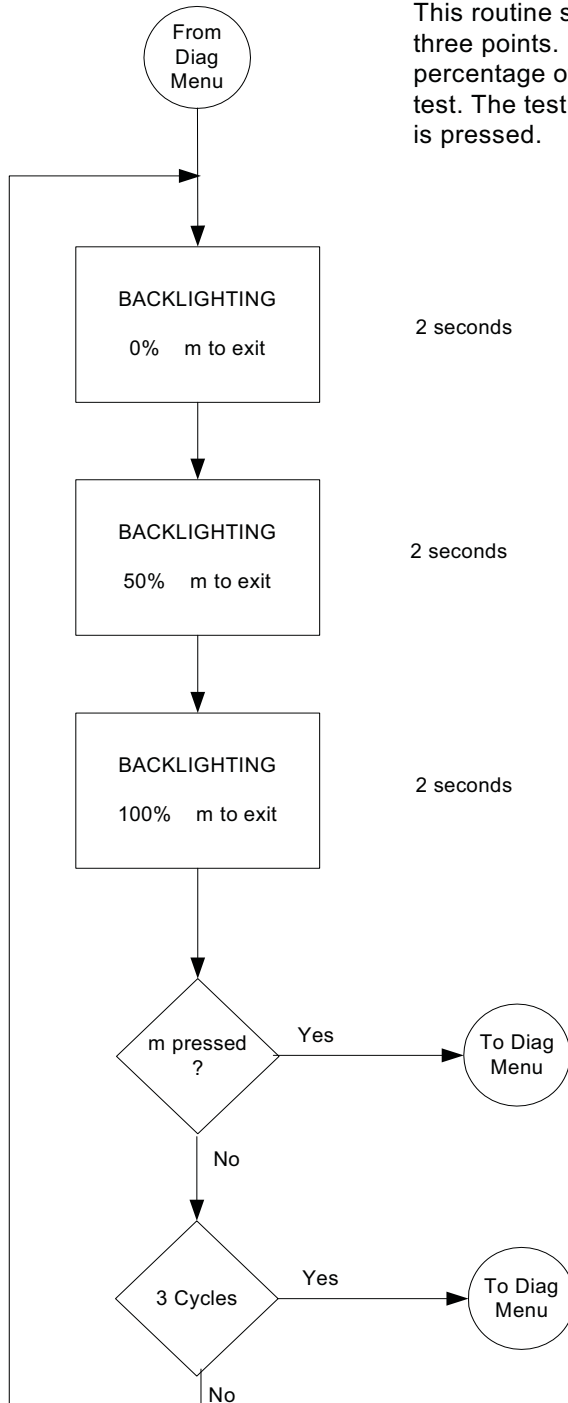 From
Diag
Menu
This routine
three points.
percentage
test. The test
is pressed.
BACKLIGHTING
0% m to exit
2 seconds
BACKLIGHTING
50% m to exit
2 seconds
BACKLIGHTING
100% m to exit
2 seconds
m pressed
?
Yes
To Diag
Menu
No
3 Cycles
Yes
To Diag
Menu
No